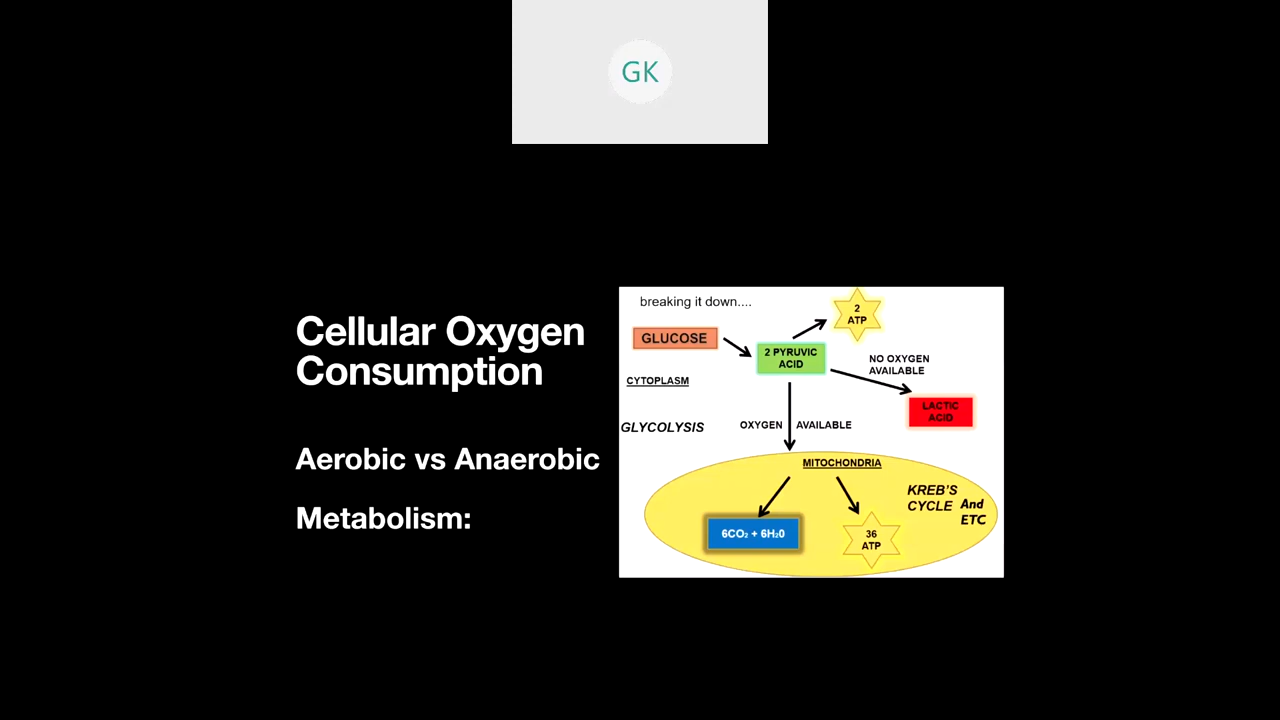 GK
Cellular Oxygen
Consumption
Aerobic vs Anaerobic
Metabolism:
breaking it down....
2
ATP
GLUCOSE
2 PYRUVIC
ACID
NO OXYGEN
AVAILABLE
CYTOPLASM
LACTIC
ACID
GLYCOLYSIS
OXYGEN AVAILABLE
MITOCHONDRIA
KREB'S
CYCLE And
ETC
6CO₂ + 6H₂0
36
ATP